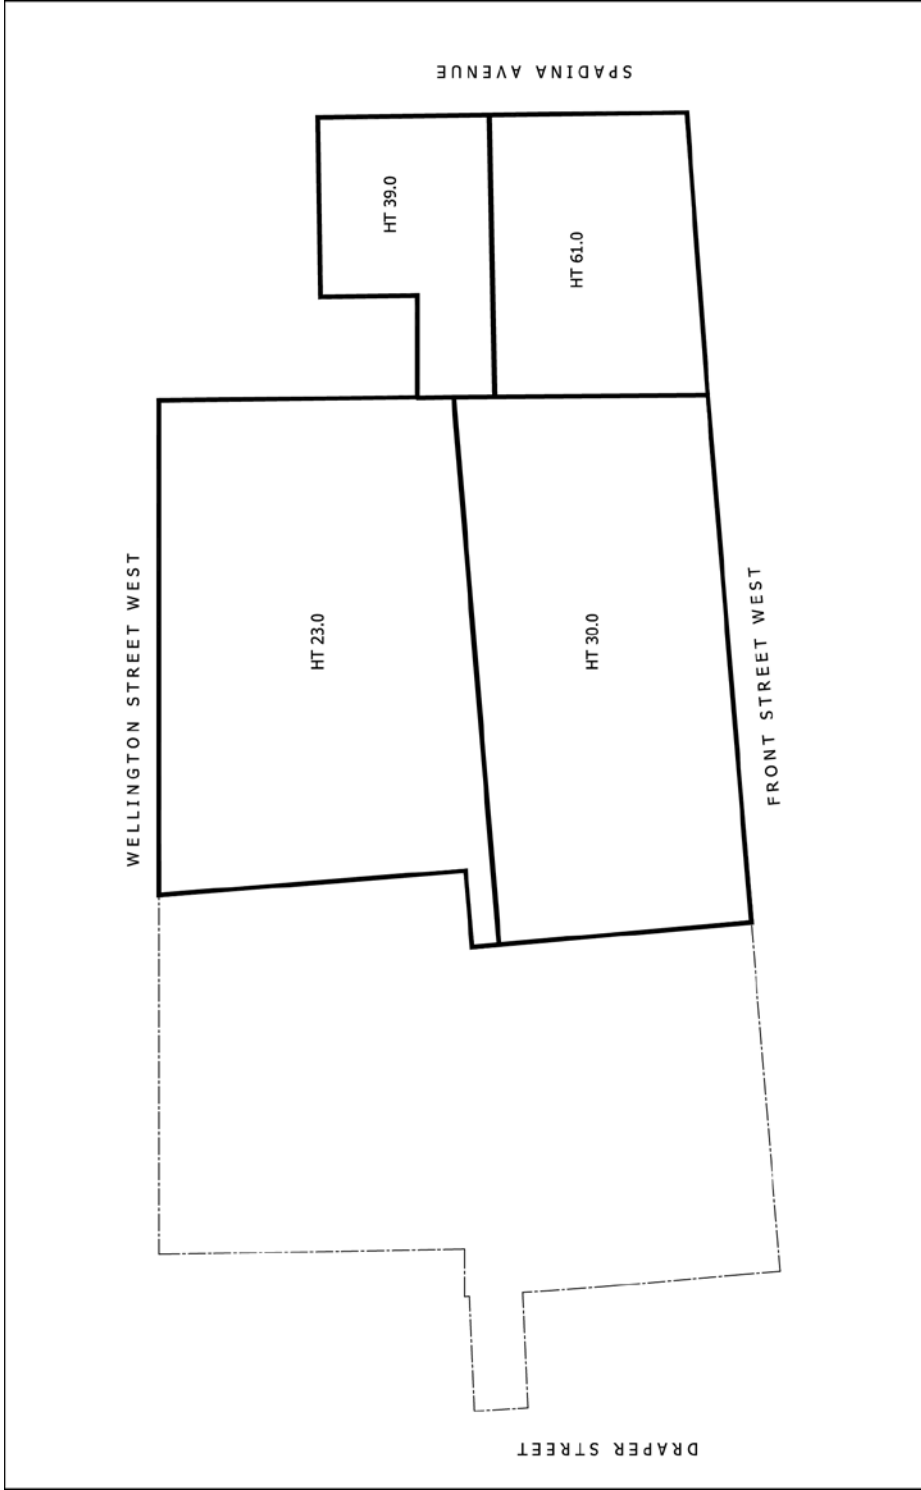 SPADINA AVENUE
HT 39.0
HT 61.0
WELLINGTON STREET WEST
HT 23.0
HT 30.0
FRONT STREET WEST
DRAPER STREET